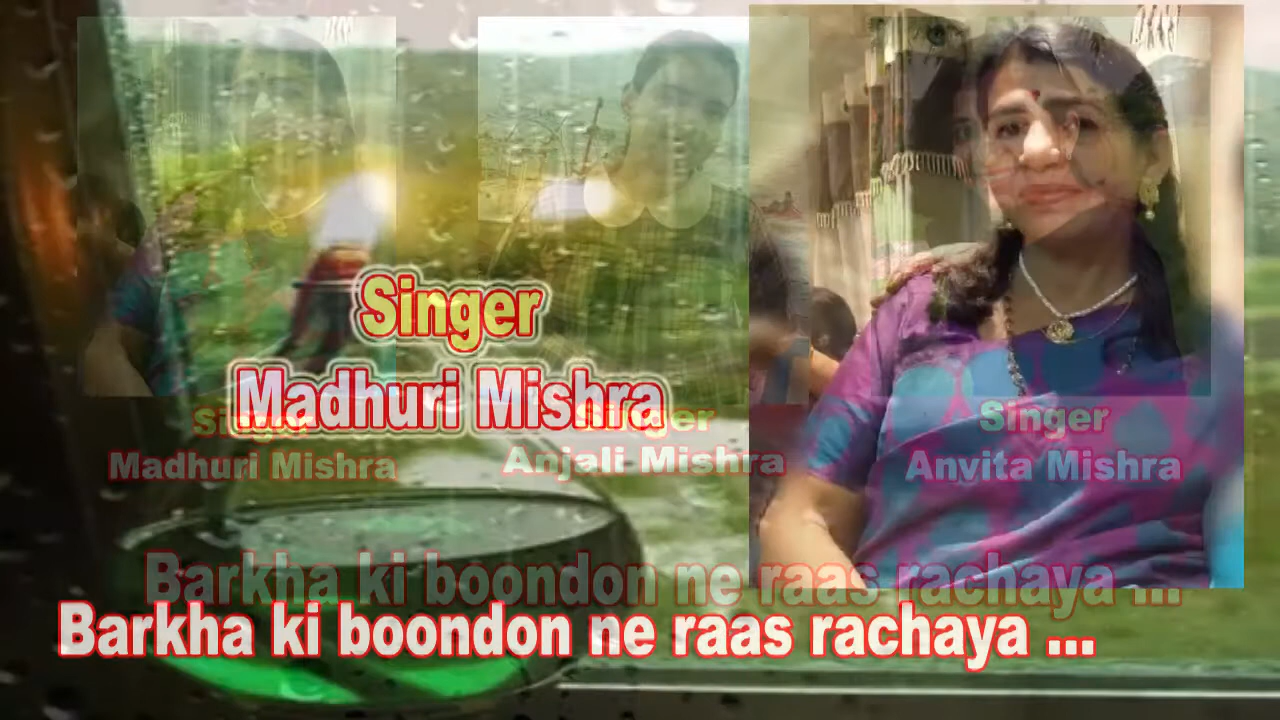 Singer
Madhuri Mishra
Singer
Madhuri Mishra
Singer
Anjali Mishra
Singer
Anvita Mishra
Barkha ki boondon ne raas rachaya ...
Barkha ki boondon ne raas rachaya ...